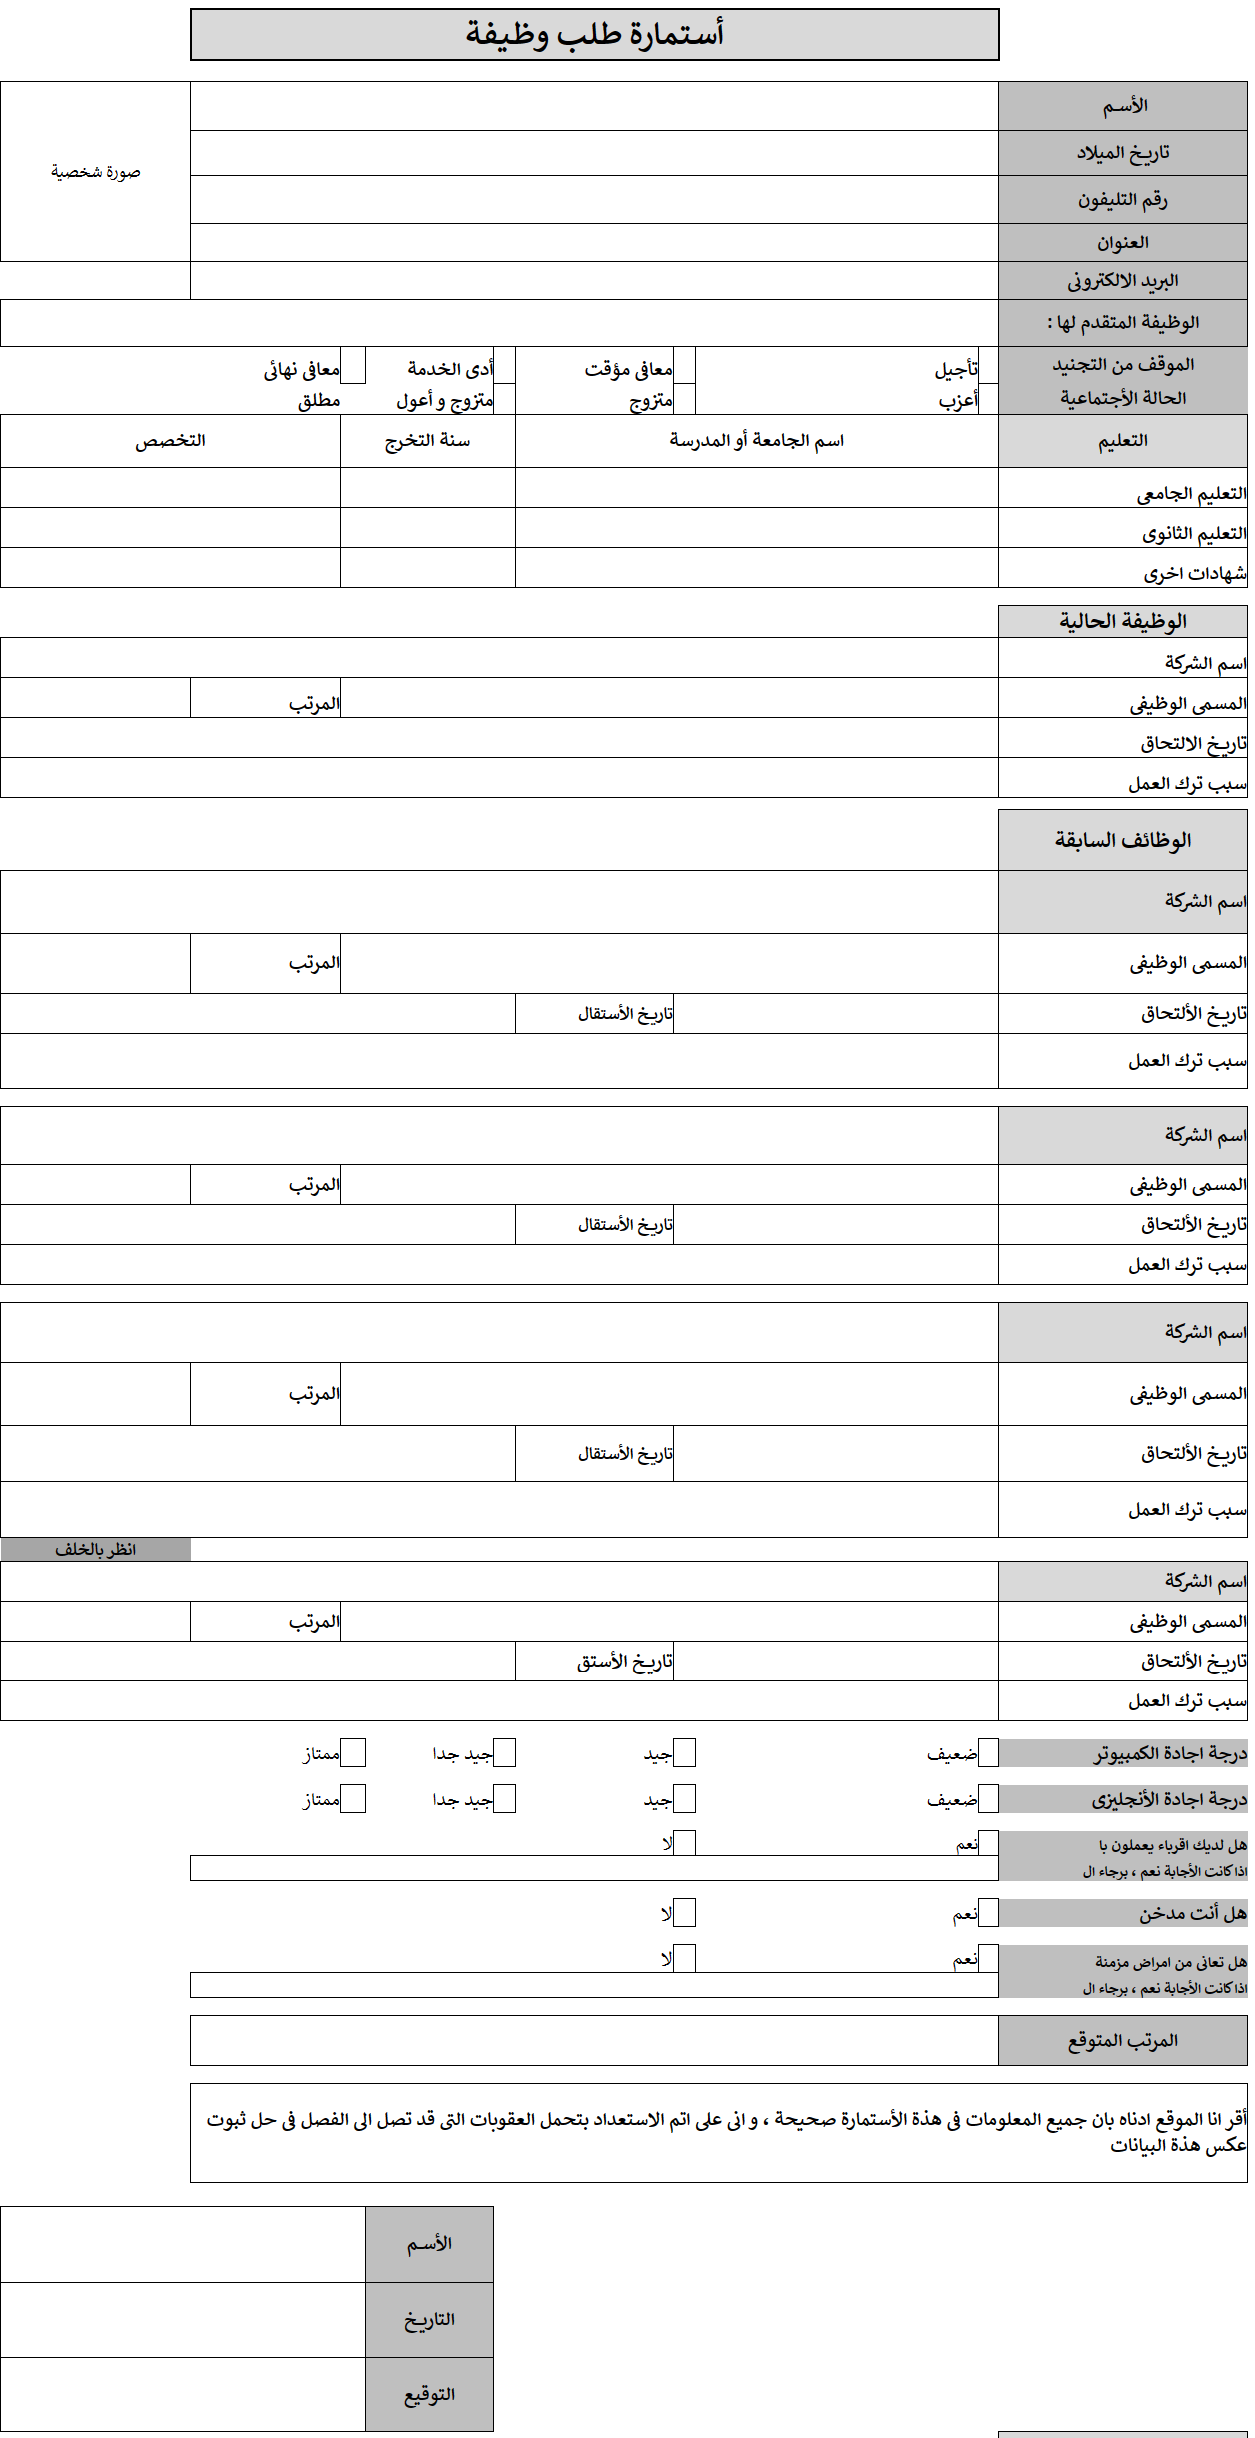 أستمارة طلب وظيفة
الأسم
صورة شخصية
تاريخ الميلاد
رقم التليفون
العنوان
البريد الالكترونى
الوظيفة المتقدم لها :
الموقف من التجنيد تأجيل معافى مؤقت أدى الخدمة معافى نهائى
الحالة الأجتماعية أعزب متزوج متزوج و أعول مطلق
التعليم اسم الجامعة أو المدرسة سنة التخرج التخصص
التعليم الجامعى
التعليم الثانوى
شهادات اخرى
الوظيفة الحالية
اسم الشركة
المسمى الوظيفى المرتب
تاريخ الالتحاق
سبب ترك العمل
الوظائف السابقة
اسم الشركة
المسمى الوظيفى المرتب
تاريخ الألتحاق تاريخ الأستقال
سبب ترك العمل
اسم الشركة
المسمى الوظيفى المرتب
تاريخ الألتحاق تاريخ الأستقال
سبب ترك العمل
اسم الشركة
المسمى الوظيفى المرتب
تاريخ الألتحاق تاريخ الأستقال
سبب ترك العمل
انظر بالخلف
اسم الشركة
المسمى الوظيفى المرتب
تاريخ الألتحاق تاريخ الأستق
سبب ترك العمل
درجة اجادة الكمبيوتر ضعيف جيد جيد جدا ممتاز
درجة اجادة الأنجليزى ضعيف جيد جيد جدا ممتاز
هل لديك اقرباء يعملون با نعم لا
اذا كانت الأجابة نعم ، برجاء ال
هل أنت مدخن نعم لا
هل تعانى من امراض مزمنة نعم لا
اذا كانت الأجابة نعم ، برجاء ال
المرتب المتوقع
أقر انا الموقع ادناه بان جميع المعلومات فى هذة الأستمارة صحيحة ، و انى على اتم الاستعداد بتحمل العقوبات التى قد تصل الى الفصل فى حل ثبوت
عكس هذة البيانات
الأسم
التاريخ
التوقيع